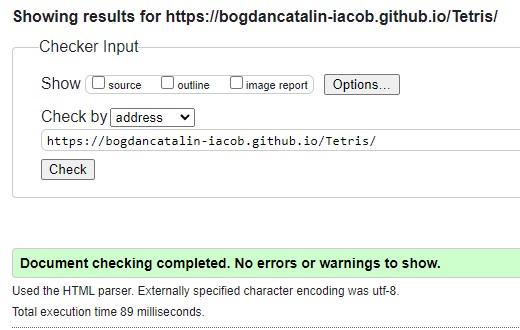 Showing results for https://bogdancatalin-iacob.github.io/Tetris/
Checker Input
Show source outline image report Options...
Check by address
https://bogdancatalin-iacob.github.io/Tetris/
Check
Document checking completed. No errors or warnings to show.
Used the HTML parser. Externally specified character encoding was utf-8.
Total execution time 89 milliseconds.